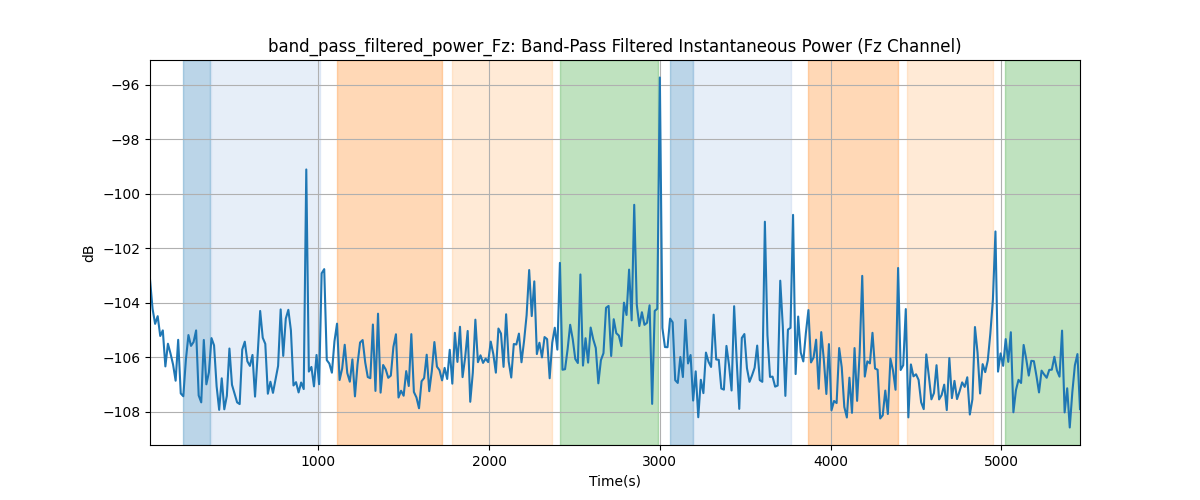 band_pass_filtered_power_Fz: Band-Pass Filtered Instantaneous Power (Fz Channel)
−96
−98
−100
−102
−104
−106
−108
dB
1000 2000 3000 4000 5000
Time(s)